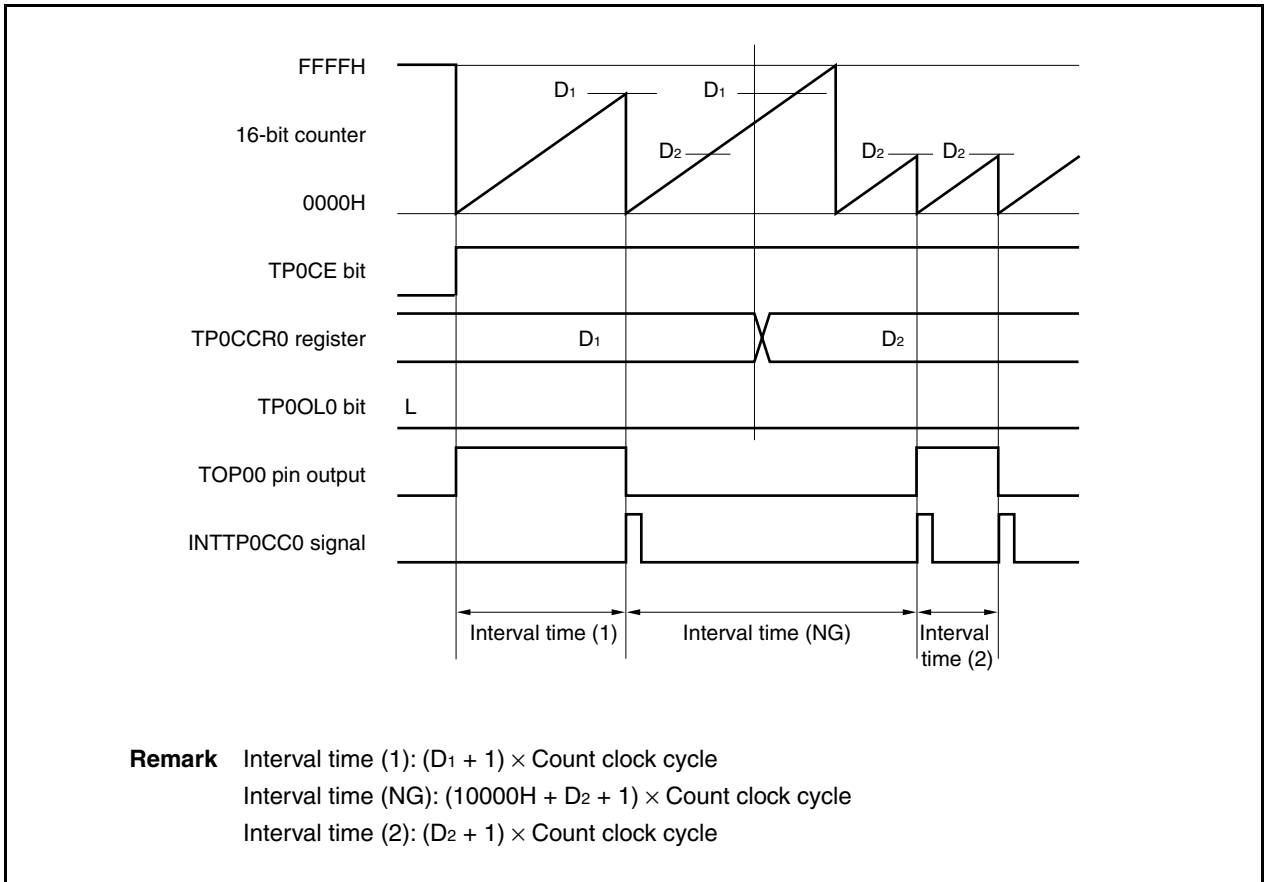 FFFFH
D1
D1
16-bit counter
D2
D2
D2
0000H
TP0CE bit
TP0CCR0 register
D1
D2
TP0OL0 bit
L
TOP00 pin output
INTTP0CC0 signal
Interval time (1)
Interval time (NG)
Interval
time (2)
Remark Interval time (1): (D1 + 1) × Count clock cycle
Interval time (NG): (10000H + D2 + 1) × Count clock cycle
Interval time (2): (D2 + 1) × Count clock cycle